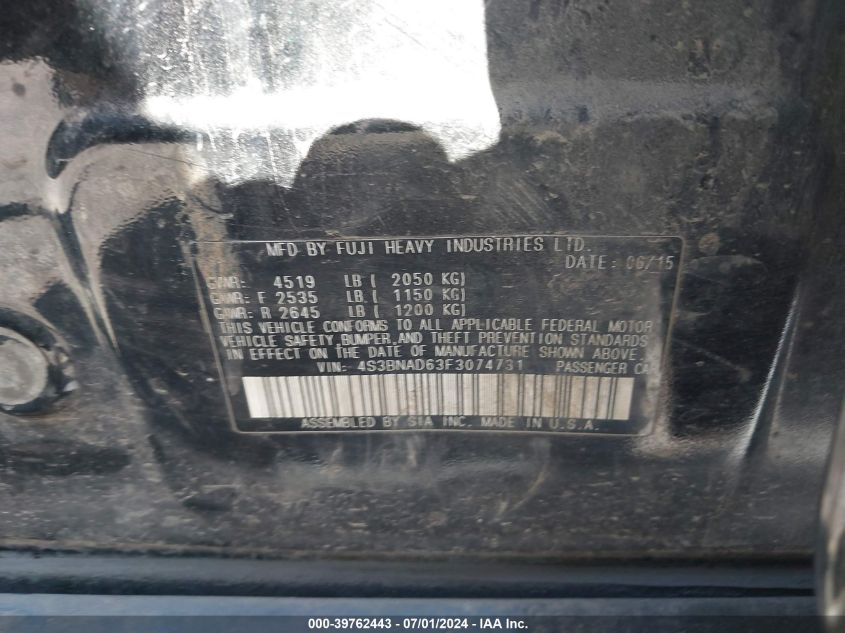 MFD BY FUJI HEAVY INDUSTRIES LTD.
DATE: 06/15
GVWR: 4519 LB ( 2050 KG)
GAWR: F 2535 LB ( 1150 KG)
GAWR: R 2645 LB ( 1200 KG)
THIS VEHICLE CONFORMS TO ALL APPLICABLE FEDERAL MOTOR
VEHICLE SAFETY, BUMPER, AND THEFT PREVENTION STANDARDS
IN EFFECT ON THE DATE OF MANUFACTURE SHOWN ABOVE.
VIN: 4S3BNAD63F3074731 PASSENGER CA
ASSEMBLED BY SIA INC. MADE IN U.S.A.
000-39762443 - 07/01/2024 - IAA Inc.